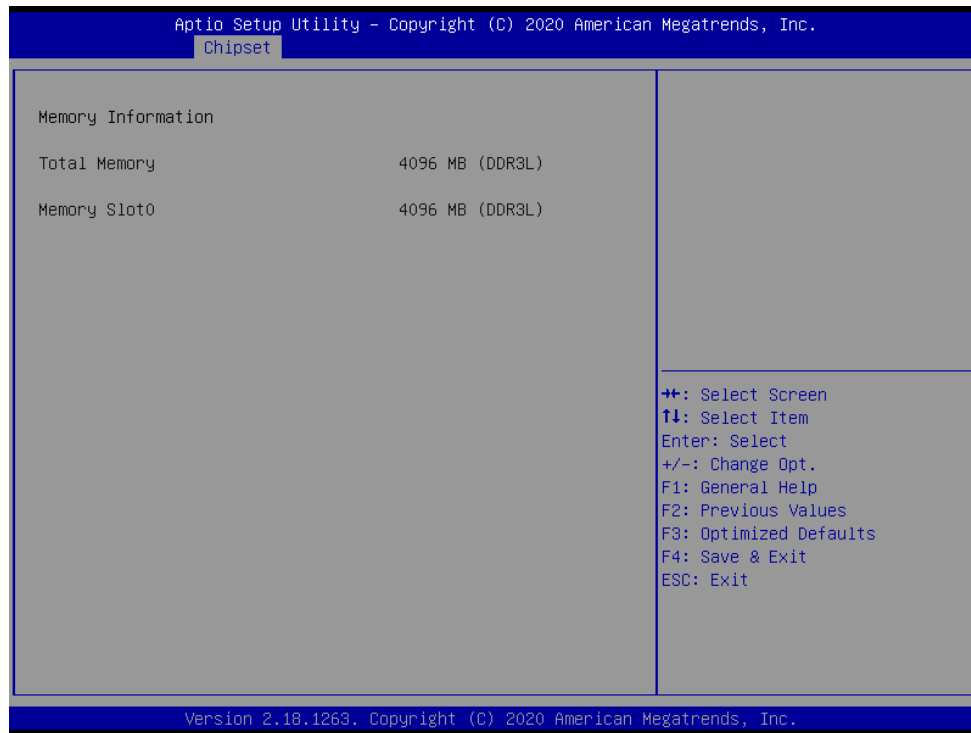 Aptio Setup Utility – Copyright (C) 2020 American Megatrends, Inc.
Chipset
Memory Information
Total Memory 4096 MB (DDR3L)
Memory Slot0 4096 MB (DDR3L)
→←: Select Screen
↑↓: Select Item
Enter: Select
+/-: Change Opt.
F1: General Help
F2: Previous Values
F3: Optimized Defaults
F4: Save & Exit
ESC: Exit
Version 2.18.1263. Copyright (C) 2020 American Megatrends, Inc.